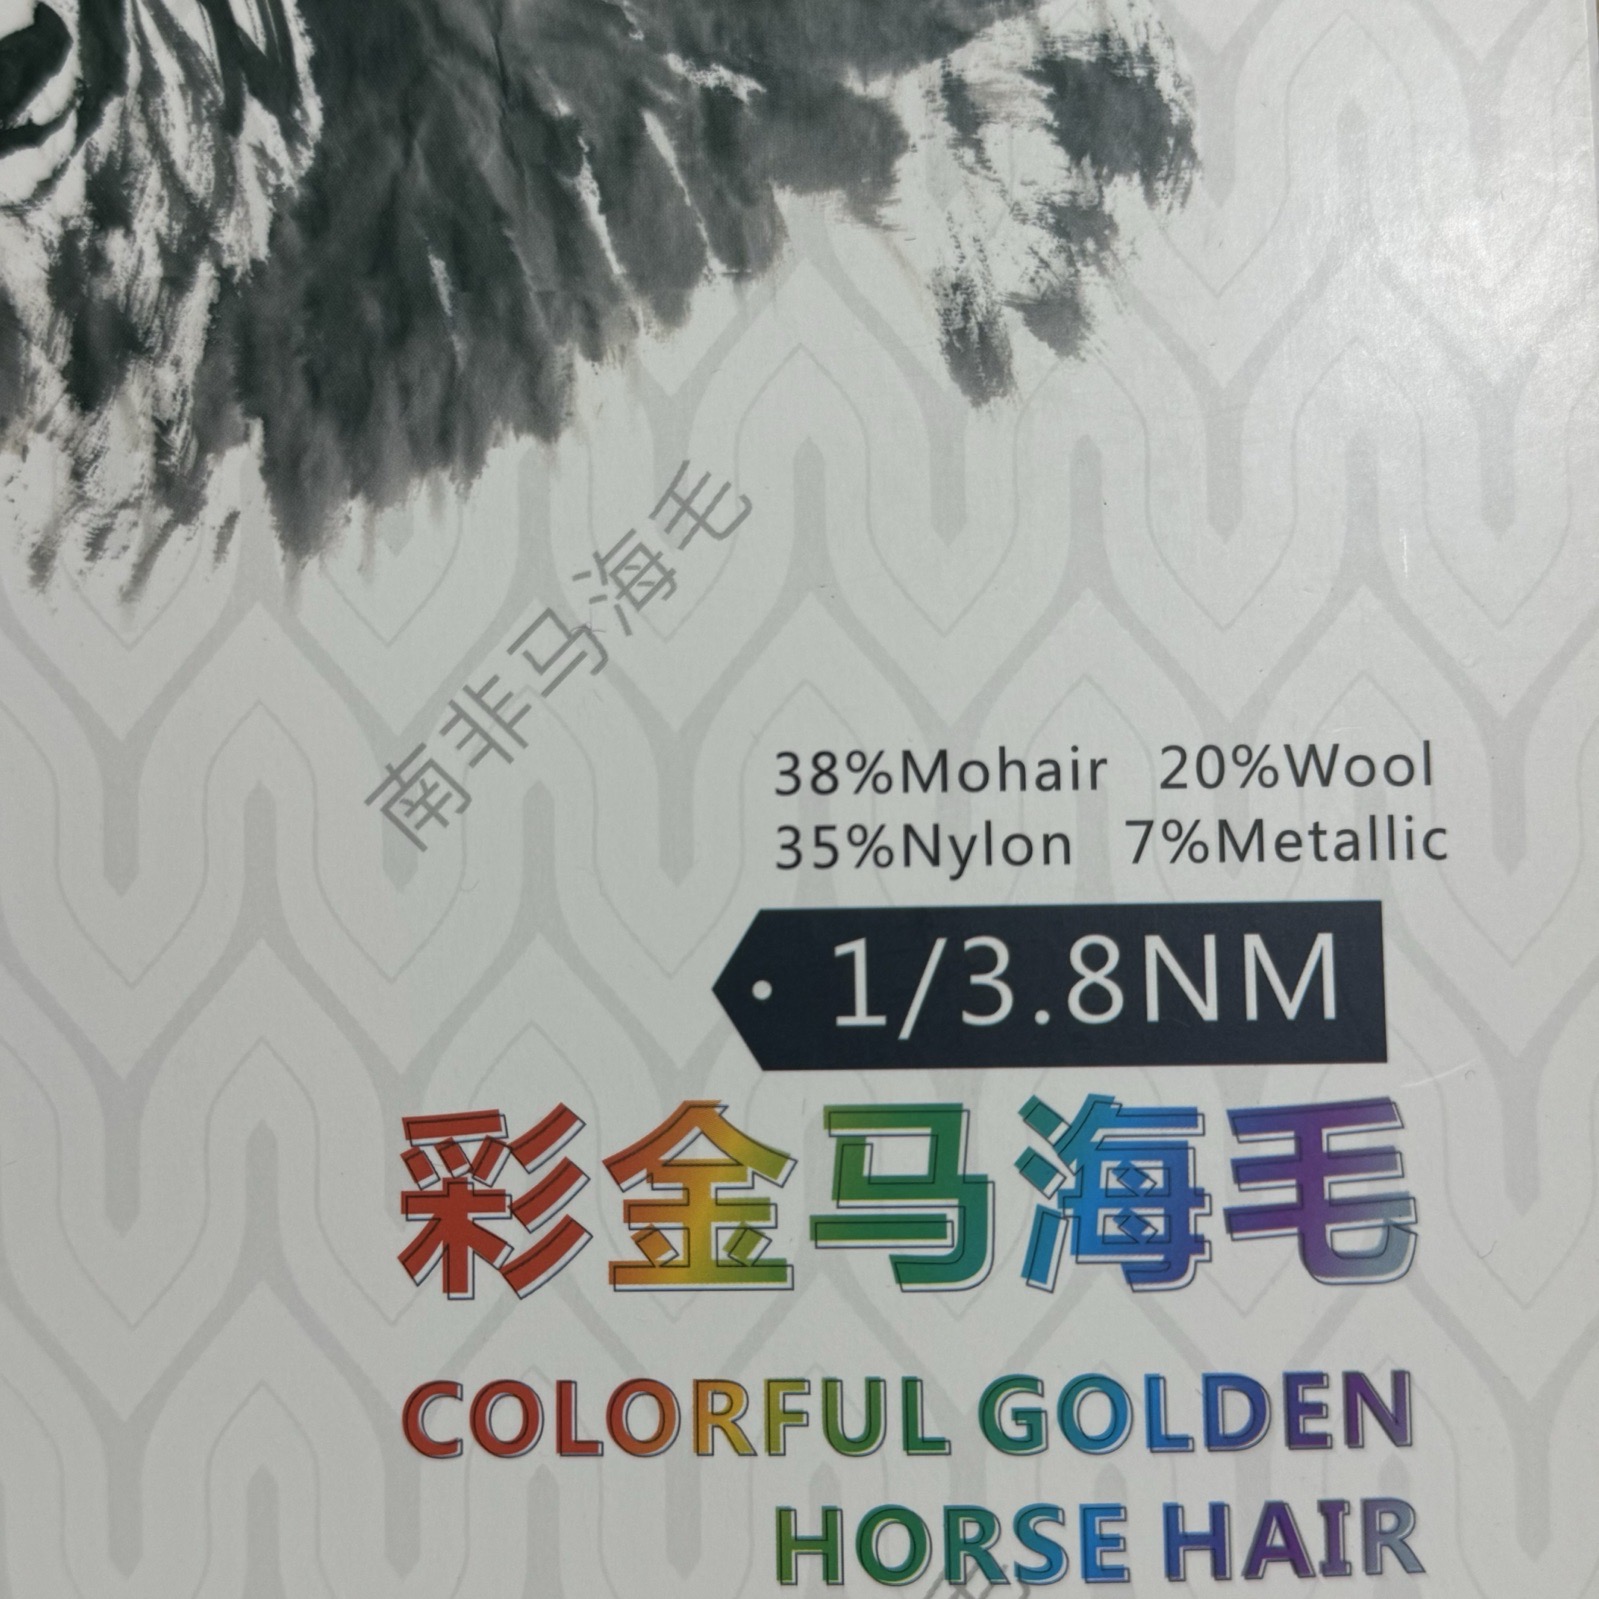 南非马海毛
38%Mohair 20%Wool
35%Nylon 7%Metallic
1/3.8NM
彩金马海毛
COLORFUL GOLDEN
HORSE HAIR